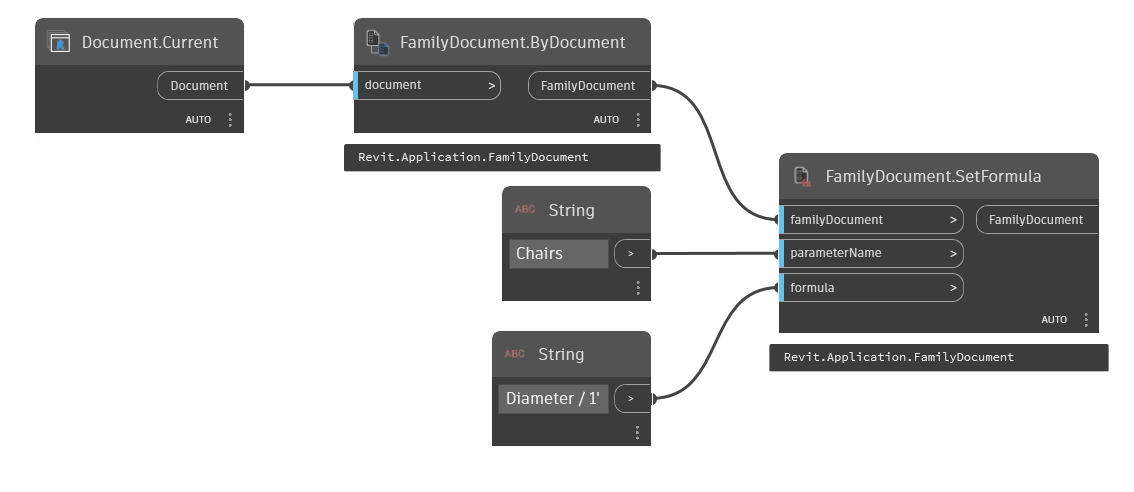 Document.Current
Document
AUTO
FamilyDocument.ByDocument
document >
FamilyDocument
AUTO
Revit.Application.FamilyDocument
ABC String
Chairs >
ABC String
Diameter / 1' >
FamilyDocument.SetFormula
familyDocument >
FamilyDocument
parameterName >
formula >
AUTO
Revit.Application.FamilyDocument